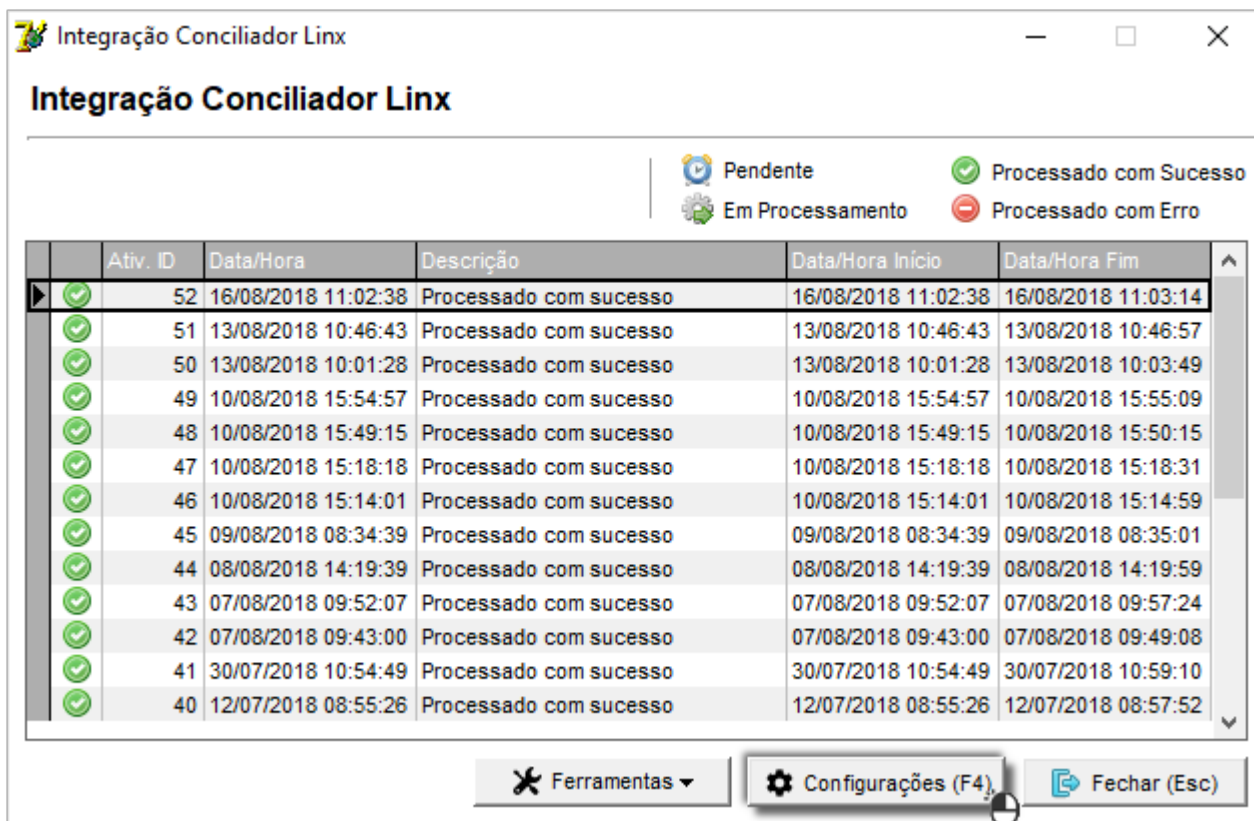 Integração Conciliador Linx
Integração Conciliador Linx
Pendente Processado com Sucesso
Em Processamento Processado com Erro
Ativ. ID Data/Hora Descrição Data/Hora Início Data/Hora Fim
52 16/08/2018 11:02:38 Processado com sucesso 16/08/2018 11:02:38 16/08/2018 11:03:14
51 13/08/2018 10:46:43 Processado com sucesso 13/08/2018 10:46:43 13/08/2018 10:46:57
50 13/08/2018 10:01:28 Processado com sucesso 13/08/2018 10:01:28 13/08/2018 10:03:49
49 10/08/2018 15:54:57 Processado com sucesso 10/08/2018 15:54:57 10/08/2018 15:55:09
48 10/08/2018 15:49:15 Processado com sucesso 10/08/2018 15:49:15 10/08/2018 15:50:15
47 10/08/2018 15:18:18 Processado com sucesso 10/08/2018 15:18:18 10/08/2018 15:18:31
46 10/08/2018 15:14:01 Processado com sucesso 10/08/2018 15:14:01 10/08/2018 15:14:59
45 09/08/2018 08:34:39 Processado com sucesso 09/08/2018 08:34:39 09/08/2018 08:35:01
44 08/08/2018 14:19:39 Processado com sucesso 08/08/2018 14:19:39 08/08/2018 14:19:59
43 07/08/2018 09:52:07 Processado com sucesso 07/08/2018 09:52:07 07/08/2018 09:57:24
42 07/08/2018 09:43:00 Processado com sucesso 07/08/2018 09:43:00 07/08/2018 09:49:08
41 30/07/2018 10:54:49 Processado com sucesso 30/07/2018 10:54:49 30/07/2018 10:59:10
40 12/07/2018 08:55:26 Processado com sucesso 12/07/2018 08:55:26 12/07/2018 08:57:52
Ferramentas Configurações (F4) Fechar (Esc)